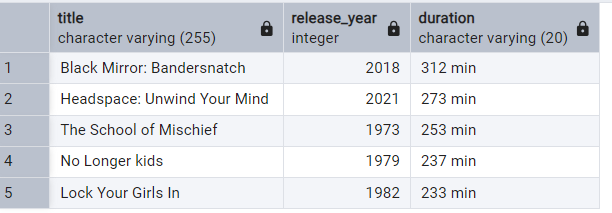 title release_year duration
character varying (255) integer character varying (20)
1 Black Mirror: Bandersnatch 2018 312 min
2 Headspace: Unwind Your Mind 2021 273 min
3 The School of Mischief 1973 253 min
4 No Longer kids 1979 237 min
5 Lock Your Girls In 1982 233 min